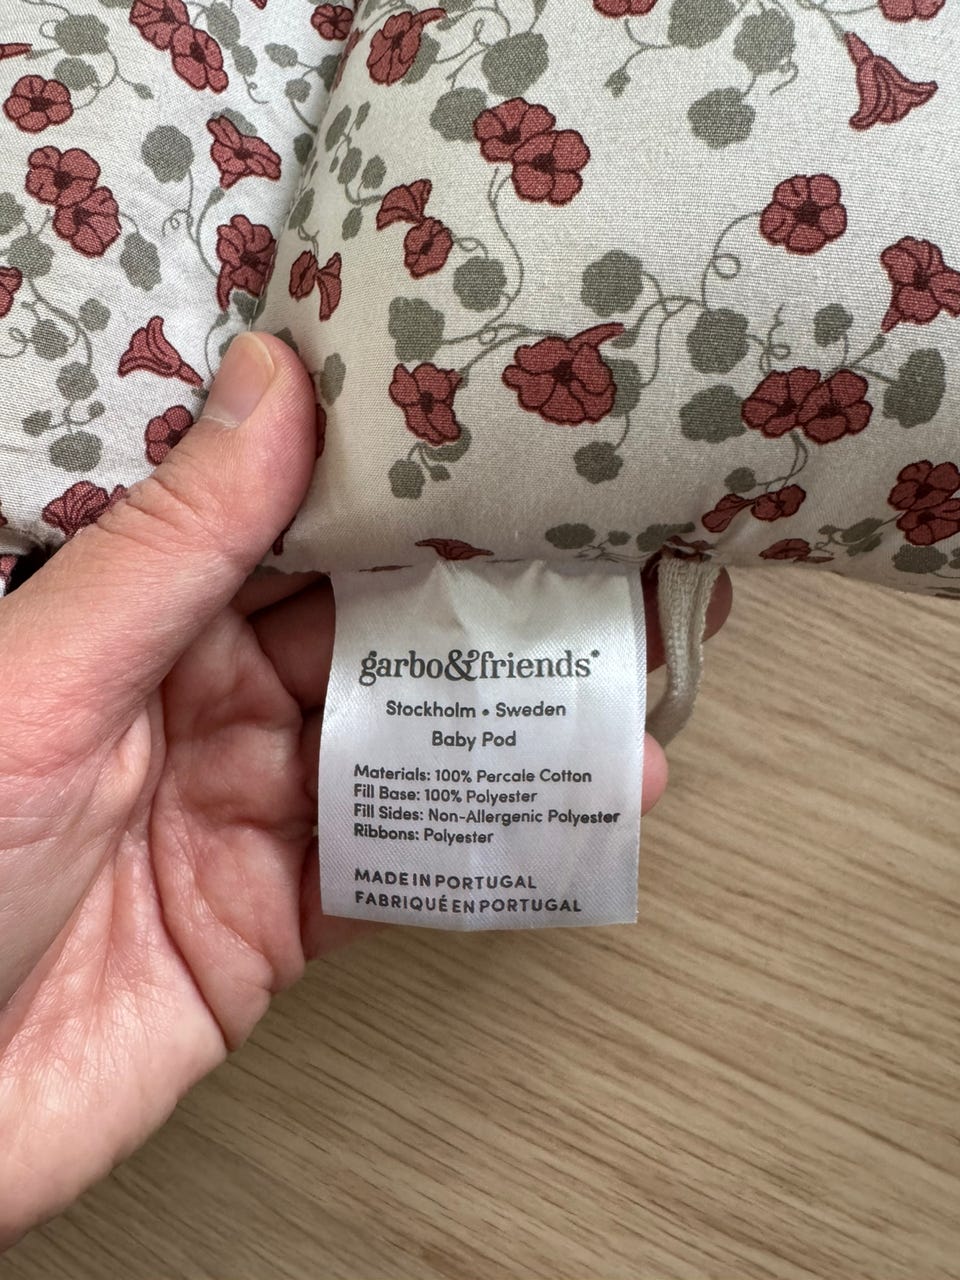 garbo&friends*
Stockholm • Sweden
Baby Pod
Materials: 100% Percale Cotton
Fill Base: 100% Polyester
Fill Sides: Non-Allergenic Polyester
Ribbons: Polyester
MADE IN PORTUGAL
FABRIQUÉ EN PORTUGAL